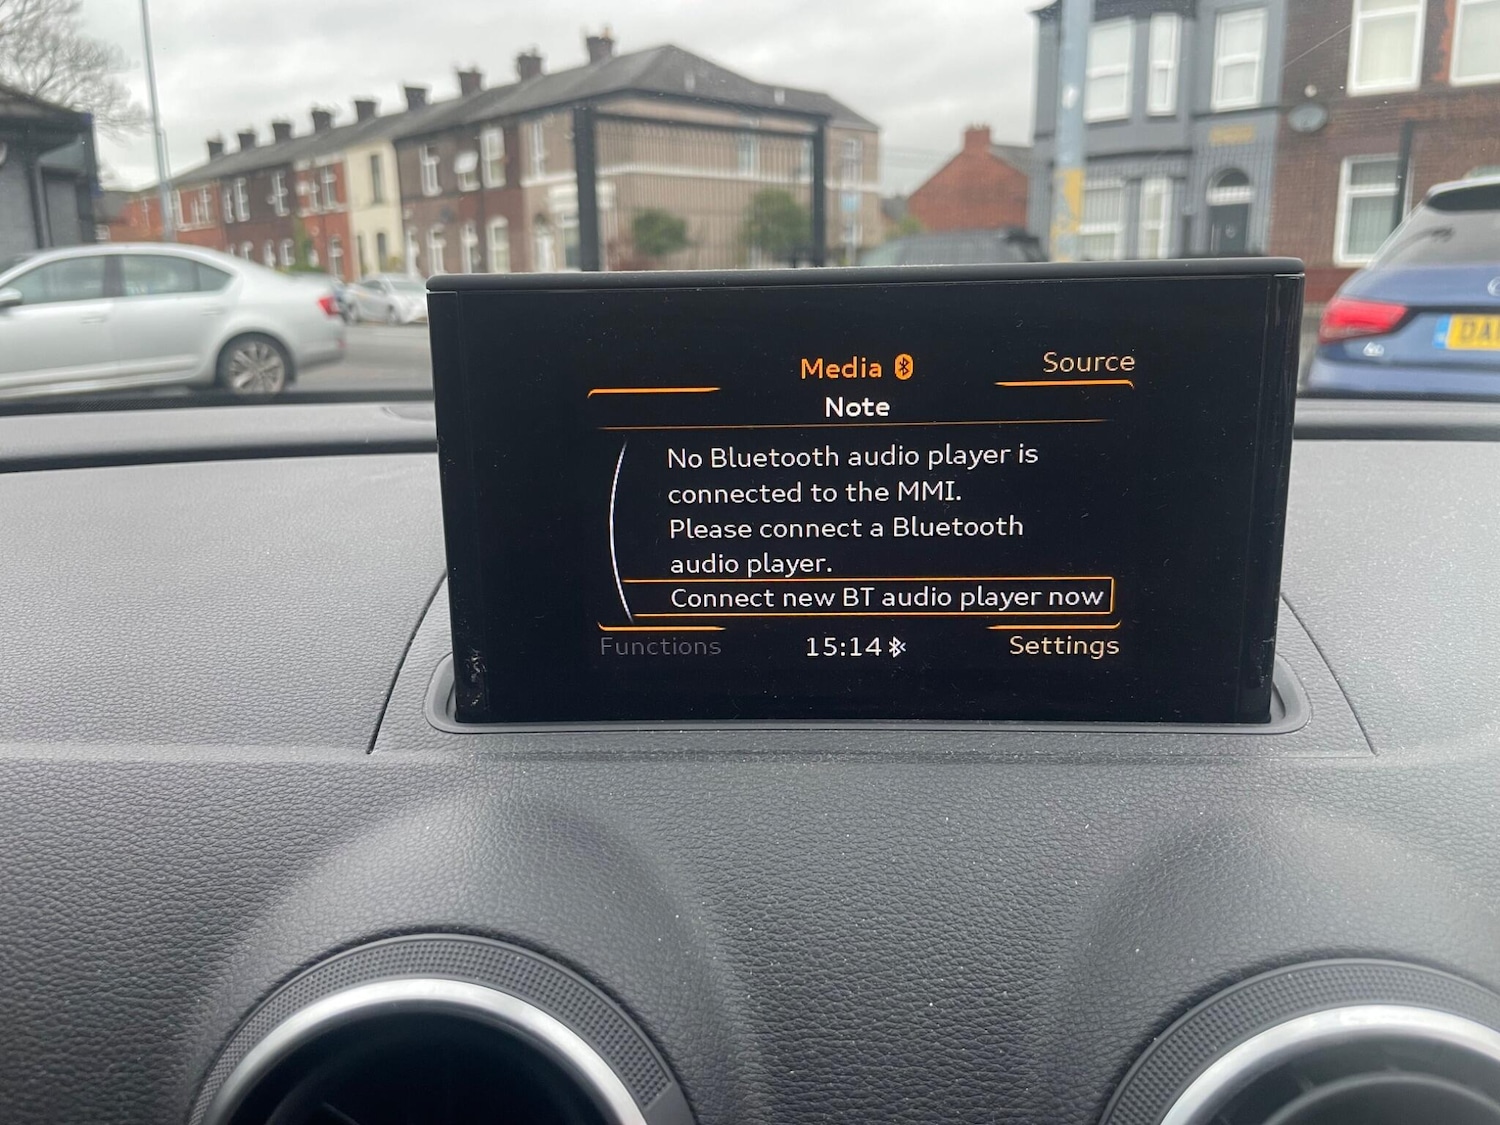 Media
Source
Note
No Bluetooth audio player is
connected to the MMI.
Please connect a Bluetooth
audio player.
Connect new BT audio player now
Functions
15:14
Settings